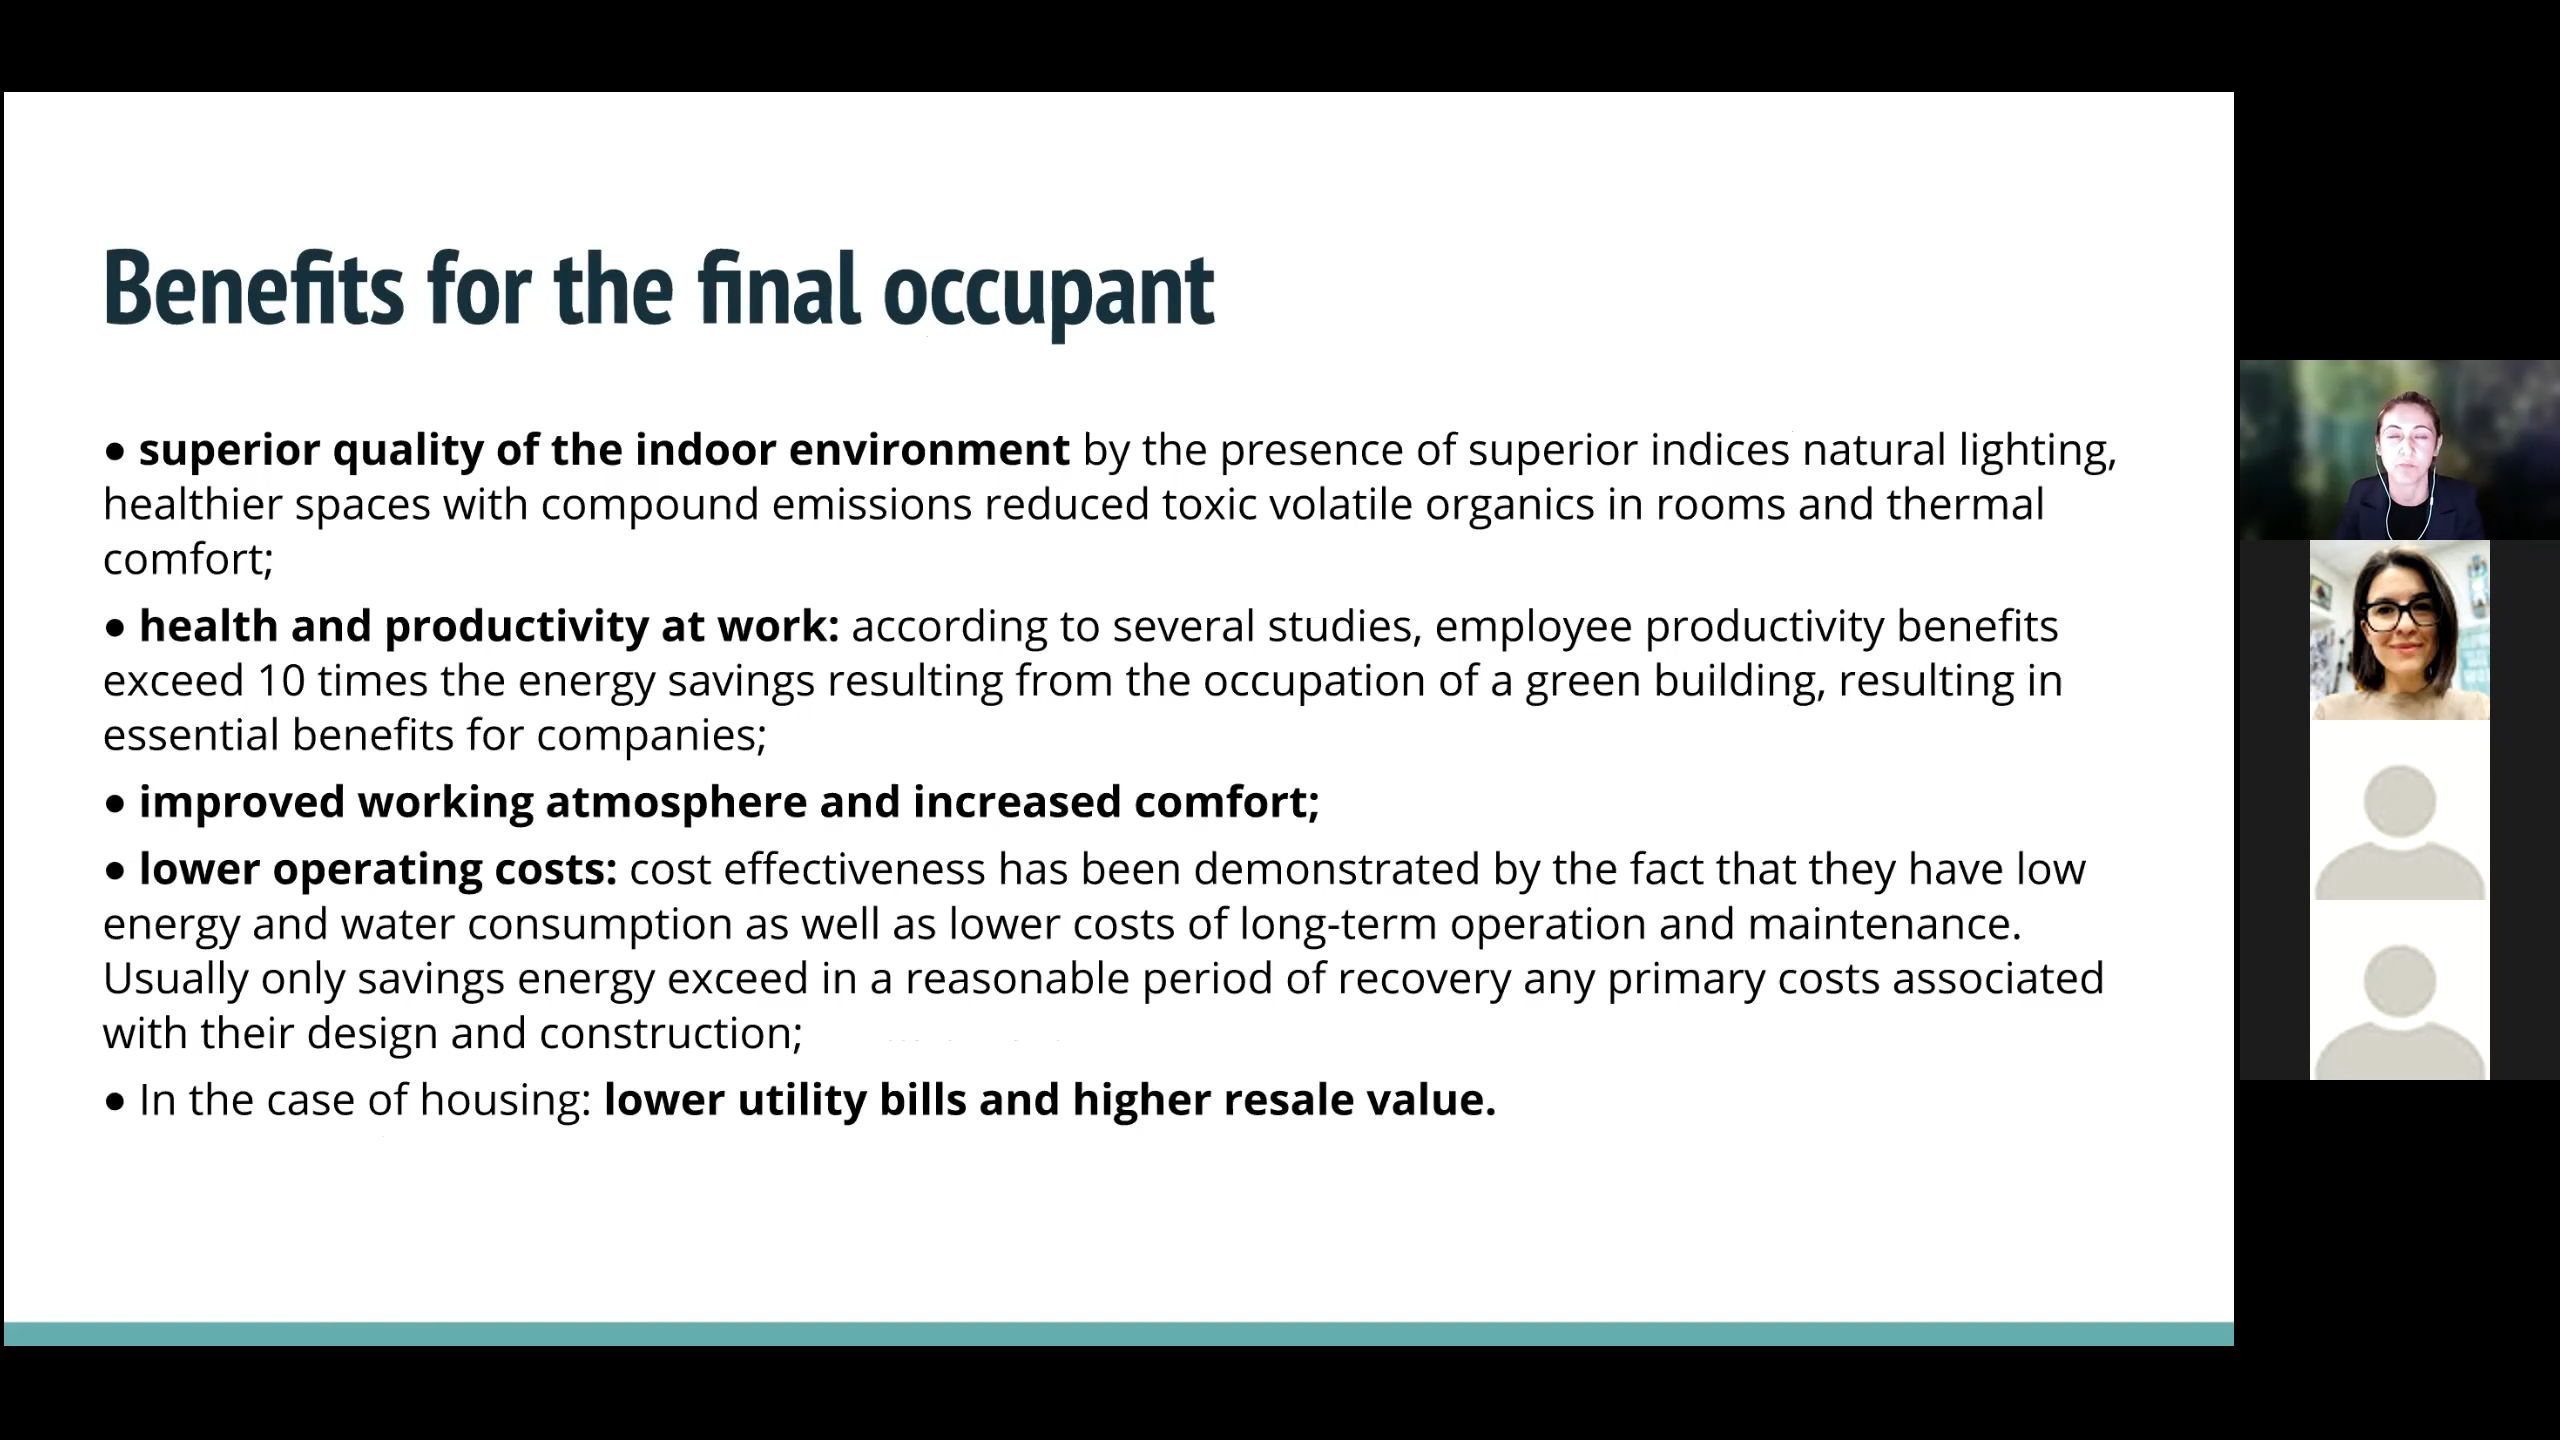 Benefits for the final occupant
● superior quality of the indoor environment by the presence of superior indices natural lighting,
healthier spaces with compound emissions reduced toxic volatile organics in rooms and thermal
comfort;
● health and productivity at work: according to several studies, employee productivity benefits
exceed 10 times the energy savings resulting from the occupation of a green building, resulting in
essential benefits for companies;
● improved working atmosphere and increased comfort;
● lower operating costs: cost effectiveness has been demonstrated by the fact that they have low
energy and water consumption as well as lower costs of long-term operation and maintenance.
Usually only savings energy exceed in a reasonable period of recovery any primary costs associated
with their design and construction;
● In the case of housing: lower utility bills and higher resale value.